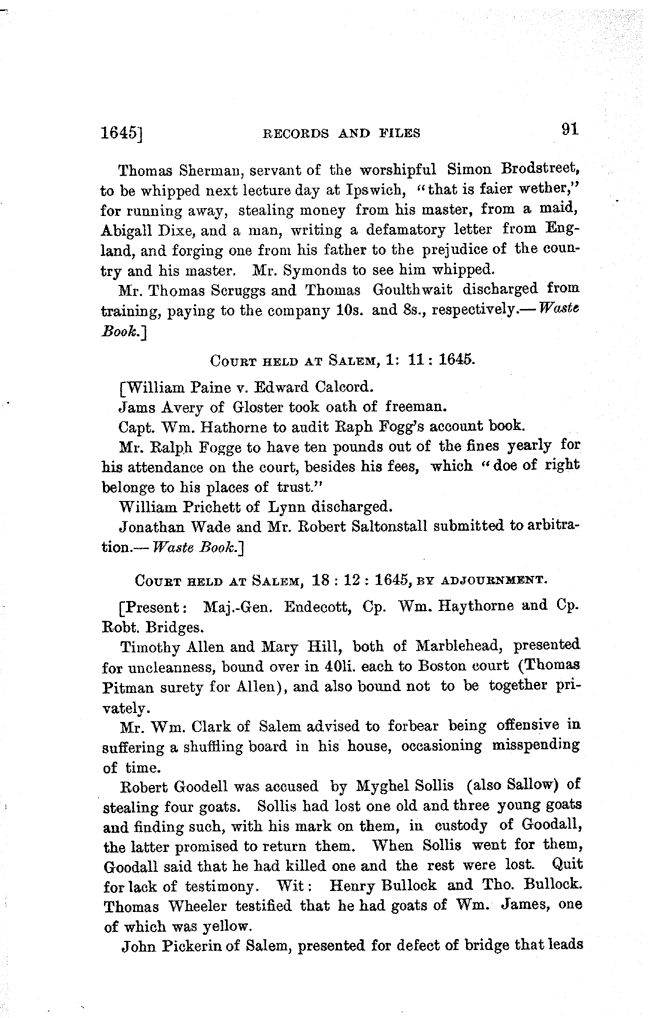 1645] RECORDS AND FILES 91
Thomas Sherman, servant of the worshipful Simon Brodstreet,
to be whipped next lecture day at Ipswich, “that is faier wether,”
for running away, stealing money from his master, from a maid,
Abigall Dixe, and a man, writing a defamatory letter from Eng-
land, and forging one from his father to the prejudice of the coun-
try and his master. Mr. Symonds to see him whipped.
Mr. Thomas Scruggs and Thomas Goulthwait discharged from
training, paying to the company 10s. and 8s., respectively.—Waste
Book.]
COURT HELD AT SALEM, 1: 11: 1645.
[William Paine v. Edward Calcord.
Jams Avery of Gloster took oath of freeman.
Capt. Wm. Hathorne to audit Raph Fogg's account book.
Mr. Ralph Fogge to have ten pounds out of the fines yearly for
his attendance on the court, besides his fees, which “doe of right
belonge to his places of trust.”
William Prichett of Lynn discharged.
Jonathan Wade and Mr. Robert Saltonstall submitted to arbitra-
tion.—Waste Book.]
COURT HELD AT SALEM, 18 : 12 : 1645, BY ADJOURNMENT.
[Present: Maj.-Gen. Endecott, Cp. Wm. Haythorne and Cp.
Robt. Bridges.
Timothy Allen and Mary Hill, both of Marblehead, presented
for uncleanness, bound over in 40li. each to Boston court (Thomas
Pitman surety for Allen), and also bound not to be together pri-
vately.
Mr. Wm. Clark of Salem advised to forbear being offensive in
suffering a shuffling board in his house, occasioning misspending
of time.
Robert Goodell was accused by Myghel Sollis (also Sallow) of
stealing four goats. Sollis had lost one old and three young goats
and finding such, with his mark on them, in custody of Goodall,
the latter promised to return them. When Sollis went for them,
Goodall said that he had killed one and the rest were lost. Quit
for lack of testimony. Wit: Henry Bullock and Tho. Bullock.
Thomas Wheeler testified that he had goats of Wm. James, one
of which was yellow.
John Pickerin of Salem, presented for defect of bridge that leads